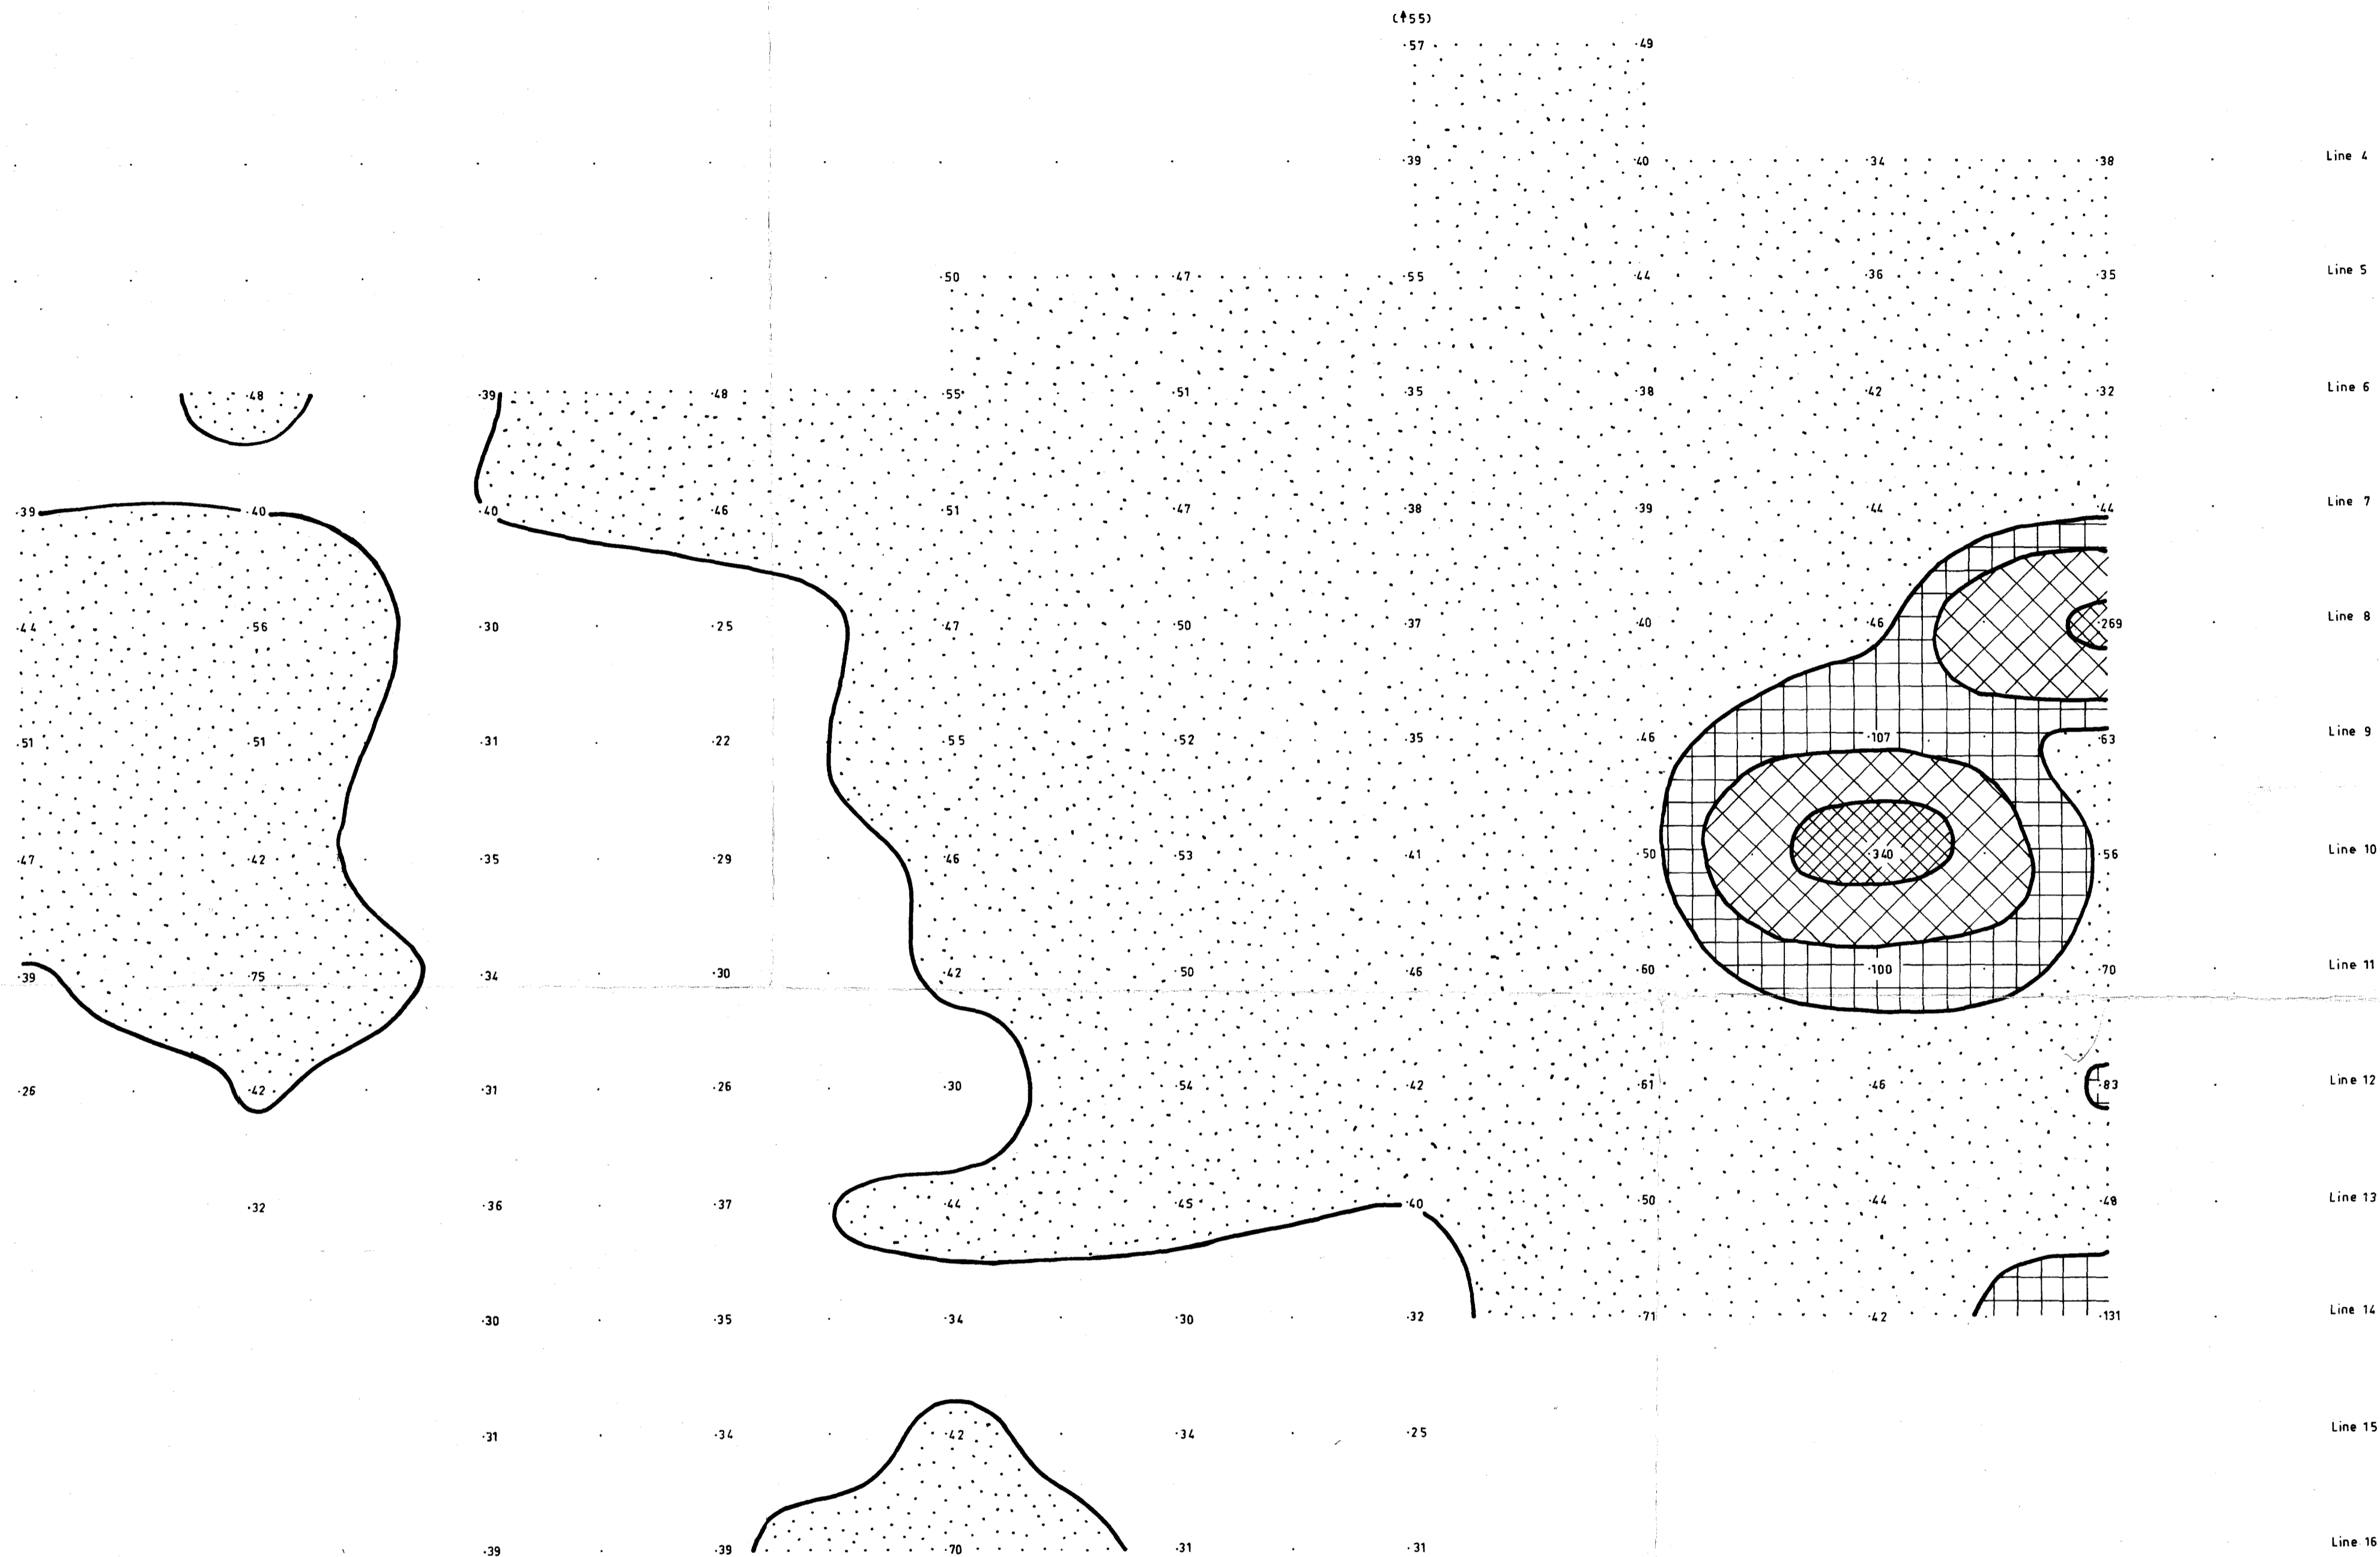 (↑55)
·57 ·49
·39 ·40 ·34 ·38 Line 4
·50 ·47 ·55 ·44 ·36 ·35 Line 5
·48 ·39 ·48 ·55 ·51 ·35 ·38 ·42 ·32 Line 6
·39 ·40 ·40 ·46 ·51 ·47 ·38 ·39 ·44 ·44 Line 7
·44 ·56 ·30 ·25 ·47 ·50 ·37 ·40 ·46 ·269 Line 8
·51 ·51 ·31 ·22 ·55 ·52 ·35 ·46 ·107 ·63 Line 9
·47 ·42 ·35 ·29 ·46 ·53 ·41 ·50 ·340 ·56 Line 10
·39 ·75 ·34 ·30 ·42 ·50 ·46 ·60 ·100 ·70 Line 11
·26 ·42 ·31 ·26 ·30 ·54 ·42 ·61 ·46 ·83 Line 12
·32 ·36 ·37 ·44 ·45 ·40 ·50 ·44 ·48 Line 13
·30 ·35 ·34 ·30 ·32 ·71 ·42 ·131 Line 14
·31 ·34 ·42 ·34 ·25 Line 15
·39 ·39 ·70 ·31 ·31 Line 16